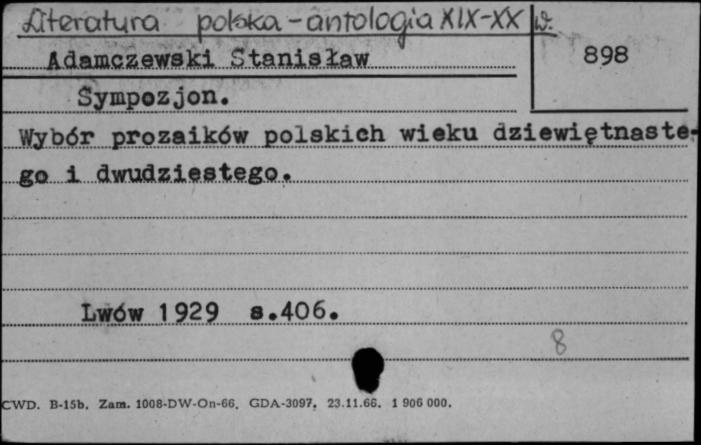 Literatura polska - antologia XIX-XX w.
Adamczewski Stanisław
898
Sympozjon.
Wybór prozaików polskich wieku dziewiętnaste-
go i dwudziestego.
Lwów 1929 s.406.
8
CWD. B-15b. Zam. 1008-DW-On-66. GDA-3097. 23.11.66. 1 906 000.